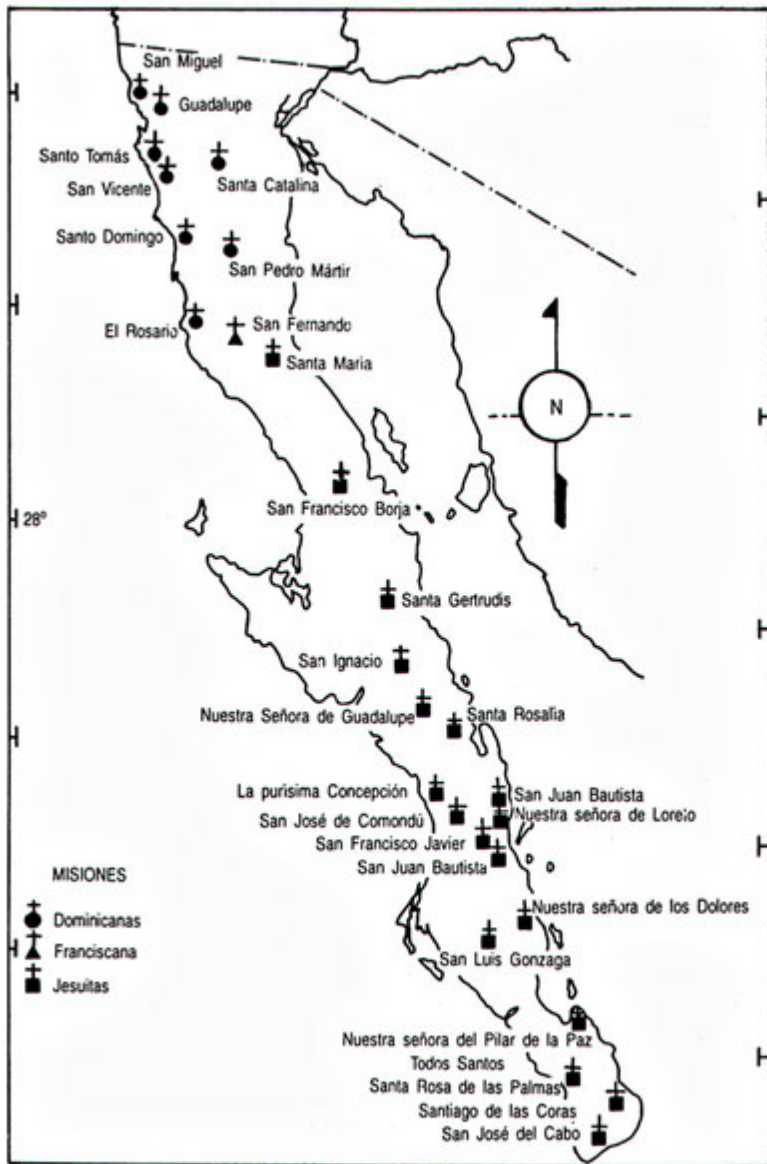 San Miguel
Guadalupe
Santo Tomás
San Vicente
Santa Catalina
Santo Domingo
San Pedro Mártir
El Rosario
San Fernando
Santa Maria
N
San Francisco Borja
28º
Santa Gertrudis
San Ignacio
Nuestra Señora de Guadalupe
Santa Rosalia
La purisima Concepción
San Juan Bautista
San José de Comondú
Nuestra señora de Loreto
San Francisco Javier
San Juan Bautista
MISIONES
Dominicanas
Franciscana
Jesuitas
Nuestra señora de los Dolores
San Luis Gonzaga
Nuestra señora del Pilar de la Paz
Todos Santos
Santa Rosa de las Palmas
Santiago de las Coras
San José del Cabo